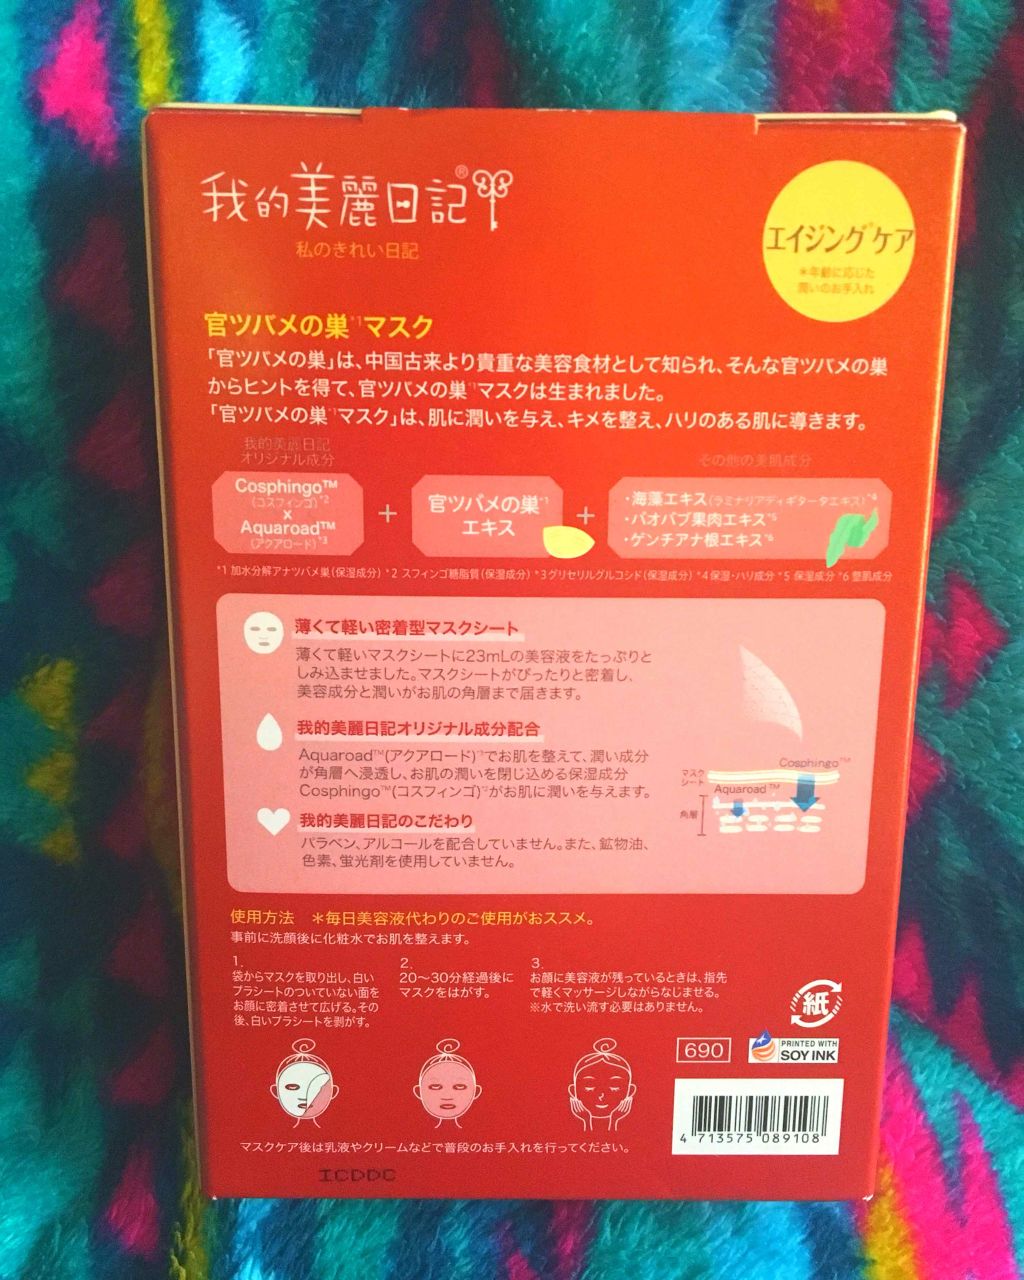 我的美麗日記®
私のきれい日記
エイジング*ケア
＊年齢に応じた
潤いのお手入れ
官ツバメの巣*1マスク
「官ツバメの巣」は、中国古来より貴重な美容食材として知られ、そんな官ツバメの巣
からヒントを得て、官ツバメの巣*1マスクは生まれました。
「官ツバメの巣*1マスク」は、肌に潤いを与え、キメを整え、ハリのある肌に導きます。
我的美麗日記
オリジナル成分
Cosphingo™
(コスフィンゴ)*2
×
Aquaroad™
(アクアロード)*3
+
官ツバメの巣*1
エキス
+
その他の美肌成分
・海藻エキス(ラミナリアディギタータエキス)*4
・バオバブ果肉エキス*5
・ゲンチアナ根エキス*6
*1 加水分解アナツバメ巣(保湿成分) *2 スフィンゴ糖脂質(保湿成分) *3 グリセリルグルコシド(保湿成分) *4 保湿・ハリ成分 *5 保湿成分 *6 整肌成分
薄くて軽い密着型マスクシート
薄くて軽いマスクシートに23mLの美容液をたっぷりと
しみ込ませました。マスクシートがぴったりと密着し、
美容成分と潤いがお肌の角層まで届きます。
我的美麗日記オリジナル成分配合
Aquaroad™(アクアロード)*3でお肌を整えて、潤い成分
が角層へ浸透し、お肌の潤いを閉じ込める保湿成分
Cosphingo™(コスフィンゴ)*2がお肌に潤いを与えます。
Cosphingo™
マスク
シート
Aquaroad™
角層
我的美麗日記のこだわり
パラベン、アルコールを配合していません。また、鉱物油、
色素、蛍光剤を使用していません。
使用方法 ＊毎日美容液代わりのご使用がおススメ。
事前に洗顔後に化粧水でお肌を整えます。
1.
袋からマスクを取り出し、白い
プラシートのついていない面を
お顔に密着させて広げる。その
後、白いプラシートを剥がす。
2.
20〜30分経過後に
マスクをはがす。
3.
お顔に美容液が残っているときは、指先
で軽くマッサージしながらなじませる。
※水で洗い流す必要はありません。
紙
690
PRINTED WITH
SOY INK
4 713575 089108
マスクケア後は乳液やクリームなどで普段のお手入れを行ってください。
ICDDC